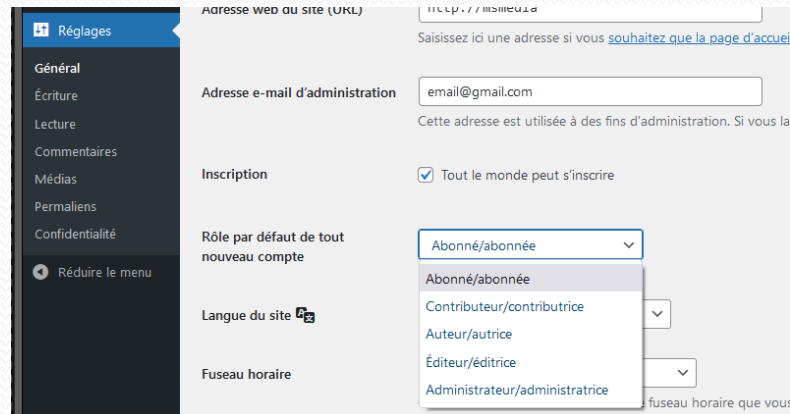 Adresse web du site (URL)
http://msmedia
Réglages
Saisissez ici une adresse si vous souhaitez que la page d'accuei
Général
Écriture
Adresse e-mail d'administration
email@gmail.com
Lecture
Cette adresse est utilisée à des fins d'administration. Si vous la
Commentaires
Médias
Inscription
Tout le monde peut s'inscrire
Permaliens
Confidentialité
Rôle par défaut de tout
nouveau compte
Abonné/abonnée
Réduire le menu
Abonné/abonnée
Contributeur/contributrice
Langue du site
Auteur/autrice
Éditeur/éditrice
Fuseau horaire
Administrateur/administratrice
fuseau horaire que vous